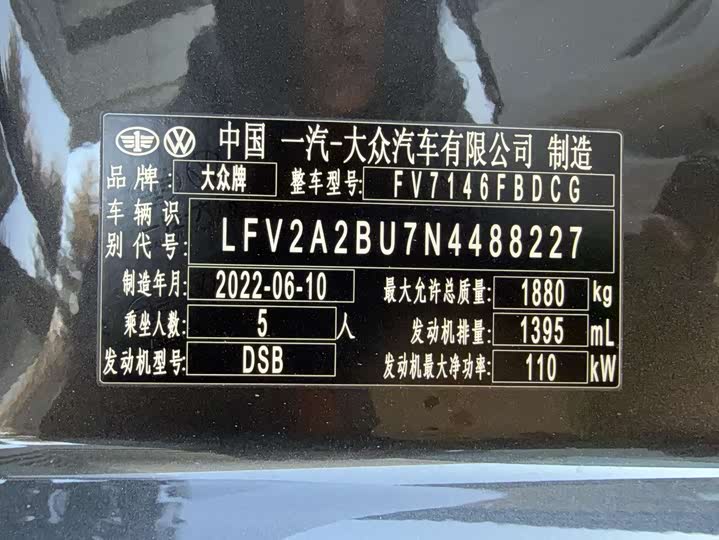 中国 一汽-大众汽车有限公司 制造
品牌: 大众牌 整车型号: FV7146FBDCG
车辆识
别代号: LFV2A2BU7N4488227
制造年月: 2022-06-10 最大允许总质量: 1880 kg
乘坐人数: 5 人 发动机排量: 1395 mL
发动机型号: DSB 发动机最大净功率: 110 kW